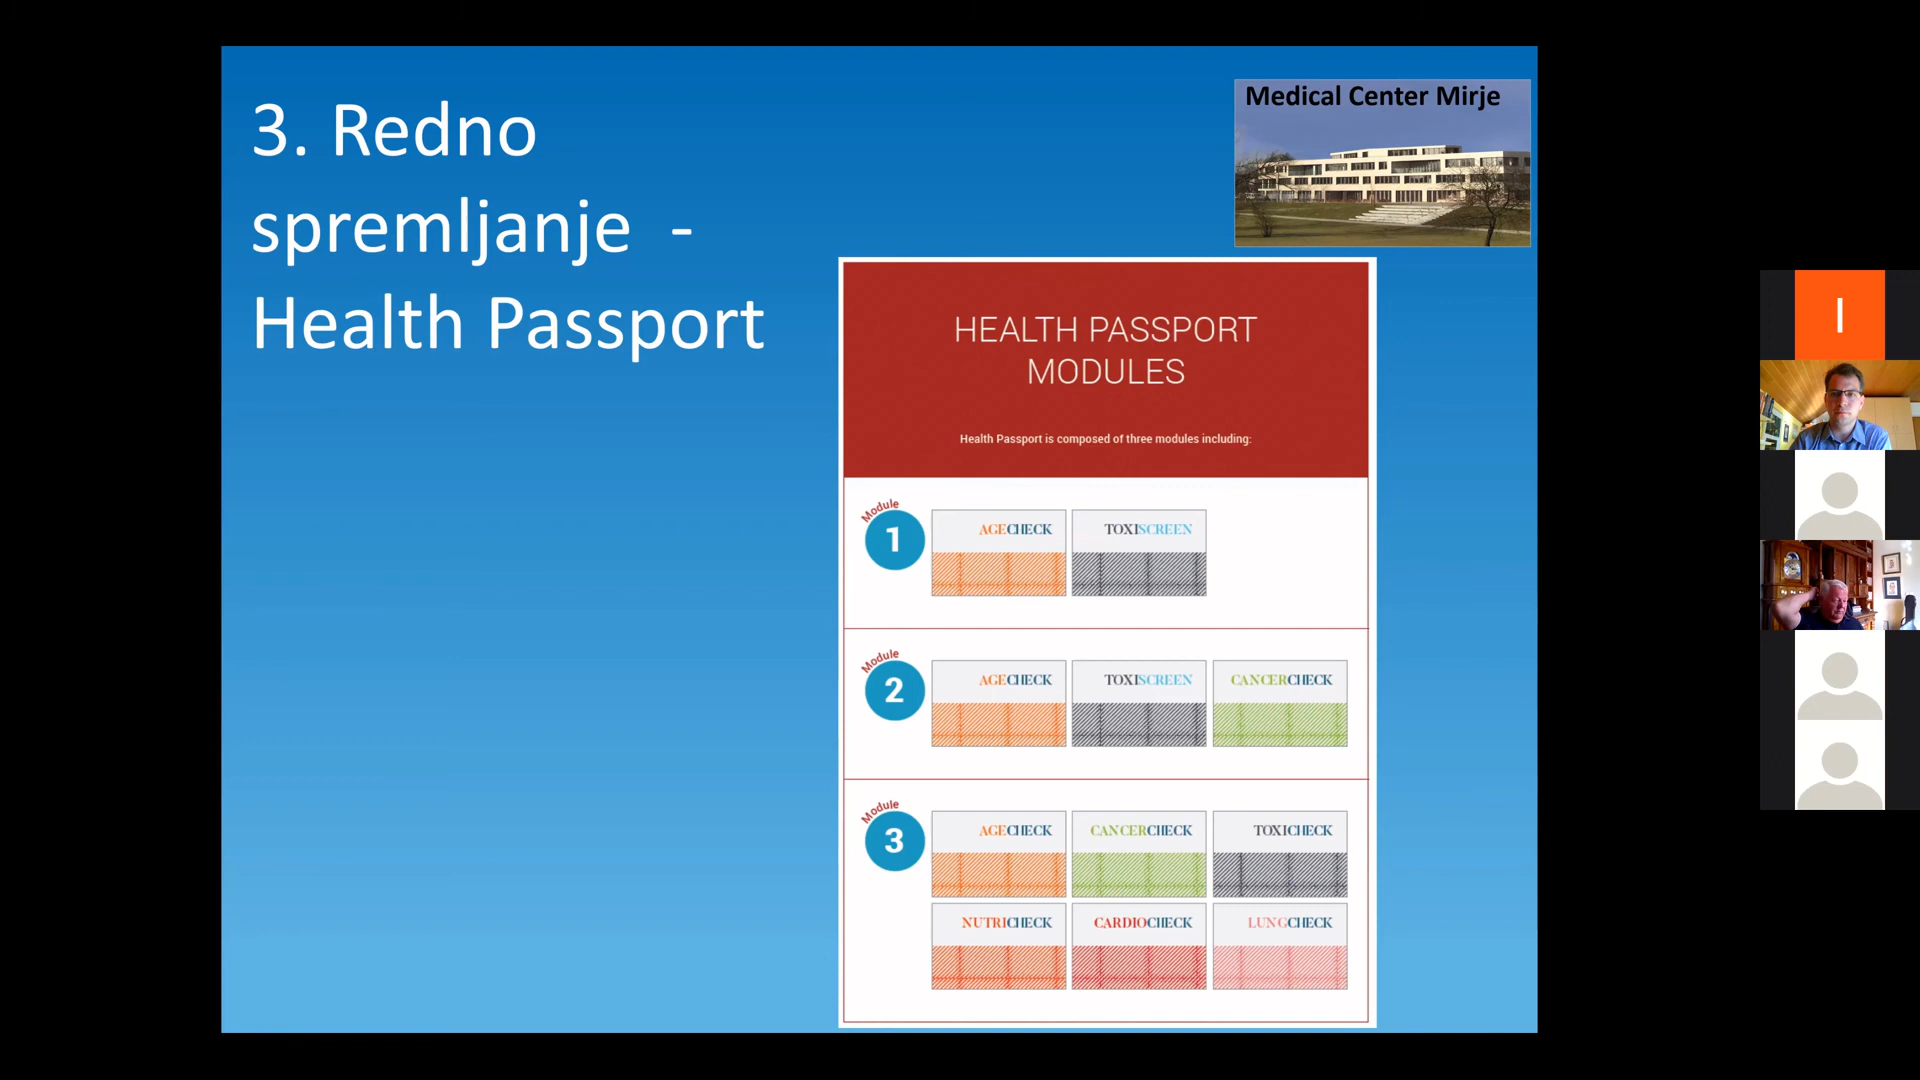 3. Redno
spremljanje -
Health Passport
Medical Center Mirje
HEALTH PASSPORT
MODULES
Health Passport is composed of three modules including:
Module
1
AGECHECK
TOXISCREEN
Module
2
AGECHECK
TOXISCREEN
CANCERCHECK
Module
3
AGECHECK
CANCERCHECK
TOXICHECK
NUTRICHECK
CARDIOCHECK
LUNGCHECK
I